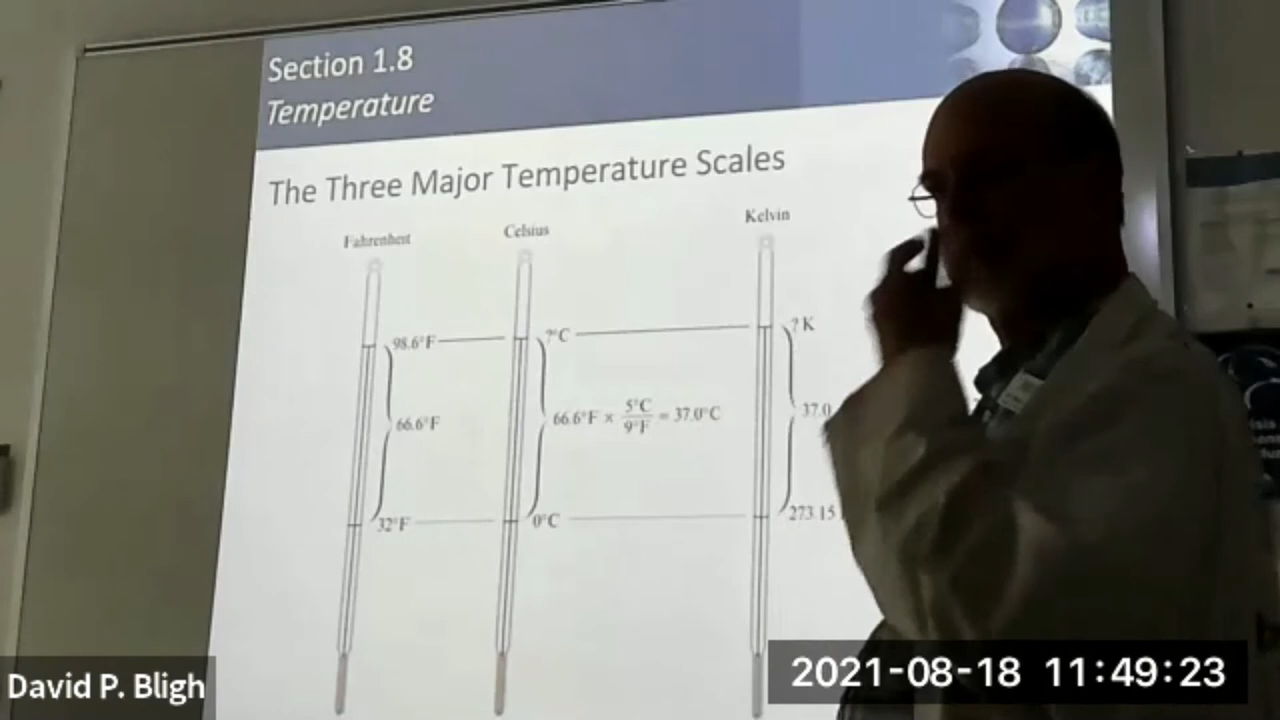 Section 1.8
Temperature
The Three Major Temperature Scales
Fahrenheit
Celsius
Kelvin
98.6°F
?°C
? K
66.6°F
66.6°F × 5°C/9°F = 37.0°C
37.0
32°F
0°C
273.15
David P. Bligh
2021-08-18 11:49:23